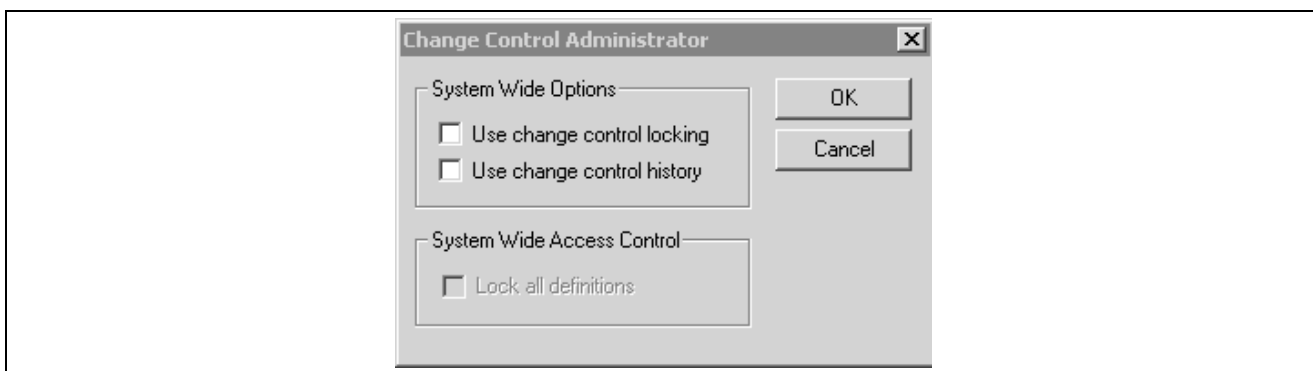 Change Control Administrator
System Wide Options
OK
Use change control locking
Cancel
Use change control history
System Wide Access Control
Lock all definitions